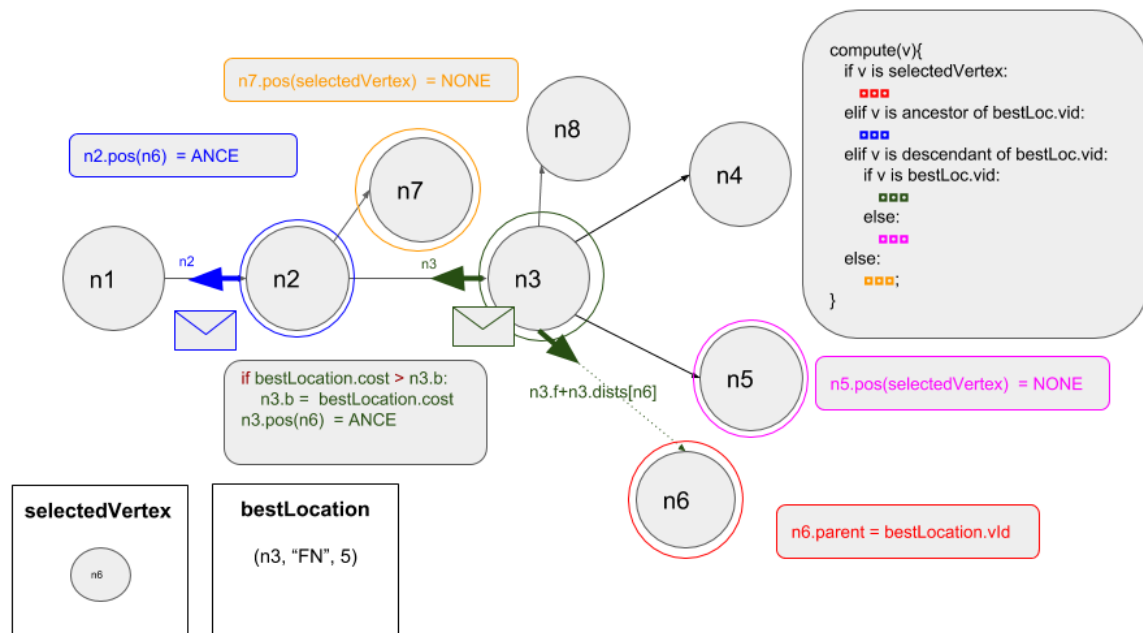 n7.pos(selectedVertex) = NONE
n2.pos(n6) = ANCE
n8
n7
n4
n1
n2
n2
n3
n3
n5
n6
n3.f+n3.dists[n6]
if bestLocation.cost > n3.b:
n3.b = bestLocation.cost
n3.pos(n6) = ANCE
n5.pos(selectedVertex) = NONE
n6.parent = bestLocation.vId
compute(v){
if v is selectedVertex:
elif v is ancestor of bestLoc.vid:
elif v is descendant of bestLoc.vid:
if v is bestLoc.vid:
else:
else:
;
}
selectedVertex
n6
bestLocation
(n3, “FN”, 5)